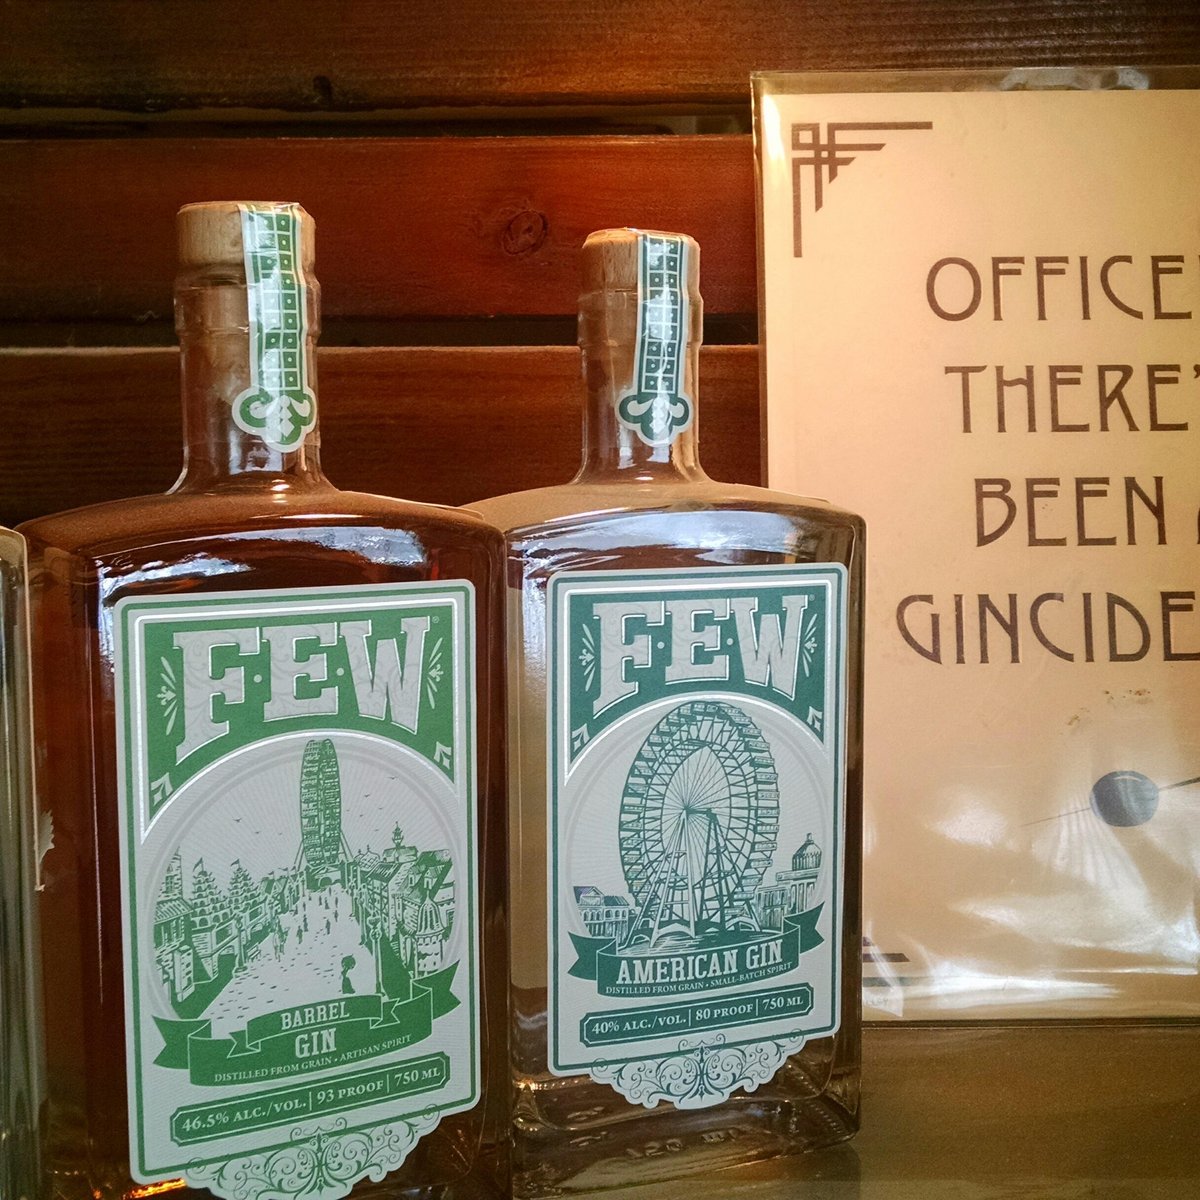 F.E.W
BARREL
GIN
DISTILLED FROM GRAIN • ARTISAN SPIRIT
46.5% ALC./VOL. | 93 PROOF | 750 ML
F.E.W
AMERICAN GIN
DISTILLED FROM GRAIN • SMALL-BATCH SPIRIT
40% ALC./VOL. | 80 PROOF | 750 ML
OFFICE
THERE'
BEEN
GINCIDE